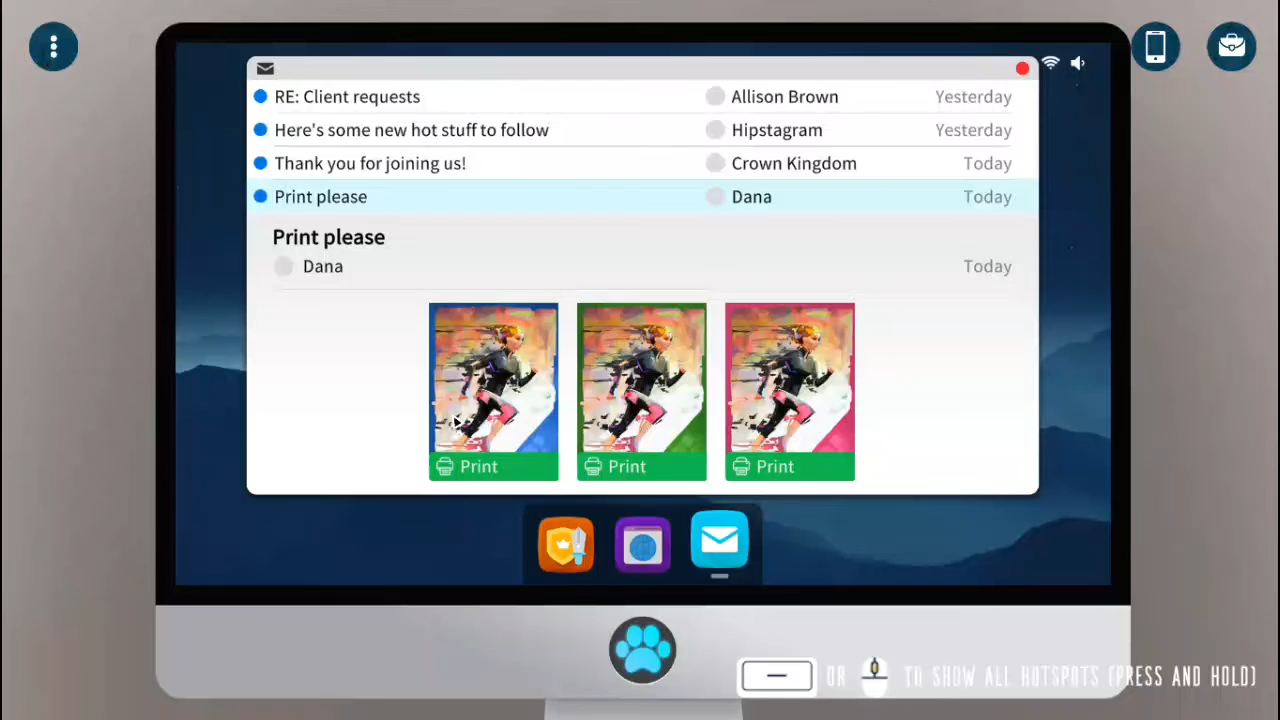 RE: Client requests Allison Brown Yesterday
Here's some new hot stuff to follow Hipstagram Yesterday
Thank you for joining us! Crown Kingdom Today
Print please Dana Today
Print please
Dana Today
Print Print Print
OR TO SHOW ALL HOTSPOTS (PRESS AND HOLD)